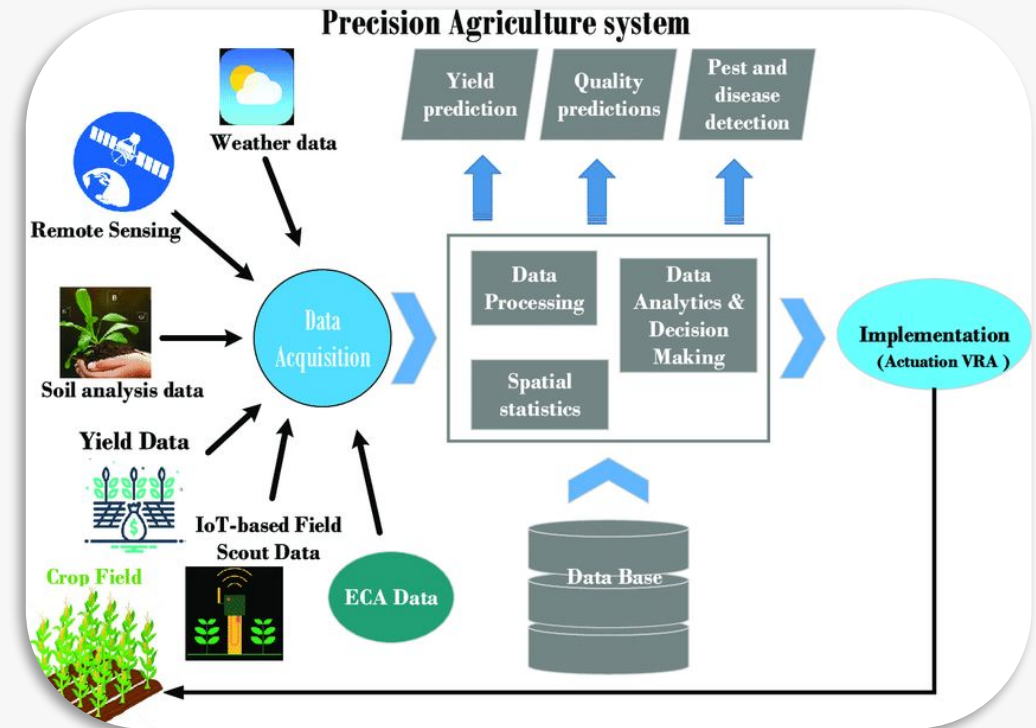 Precision Agriculture system
Weather data
Remote Sensing
Soil analysis data
Yield Data
IoT-based Field
Scout Data
ECA Data
Crop Field
Data
Acquisition
Yield
prediction
Quality
predictions
Pest and
disease
detection
Data
Processing
Data
Analytics &
Decision
Making
Spatial
statistics
Data Base
Implementation
(Actuation VRA )
$